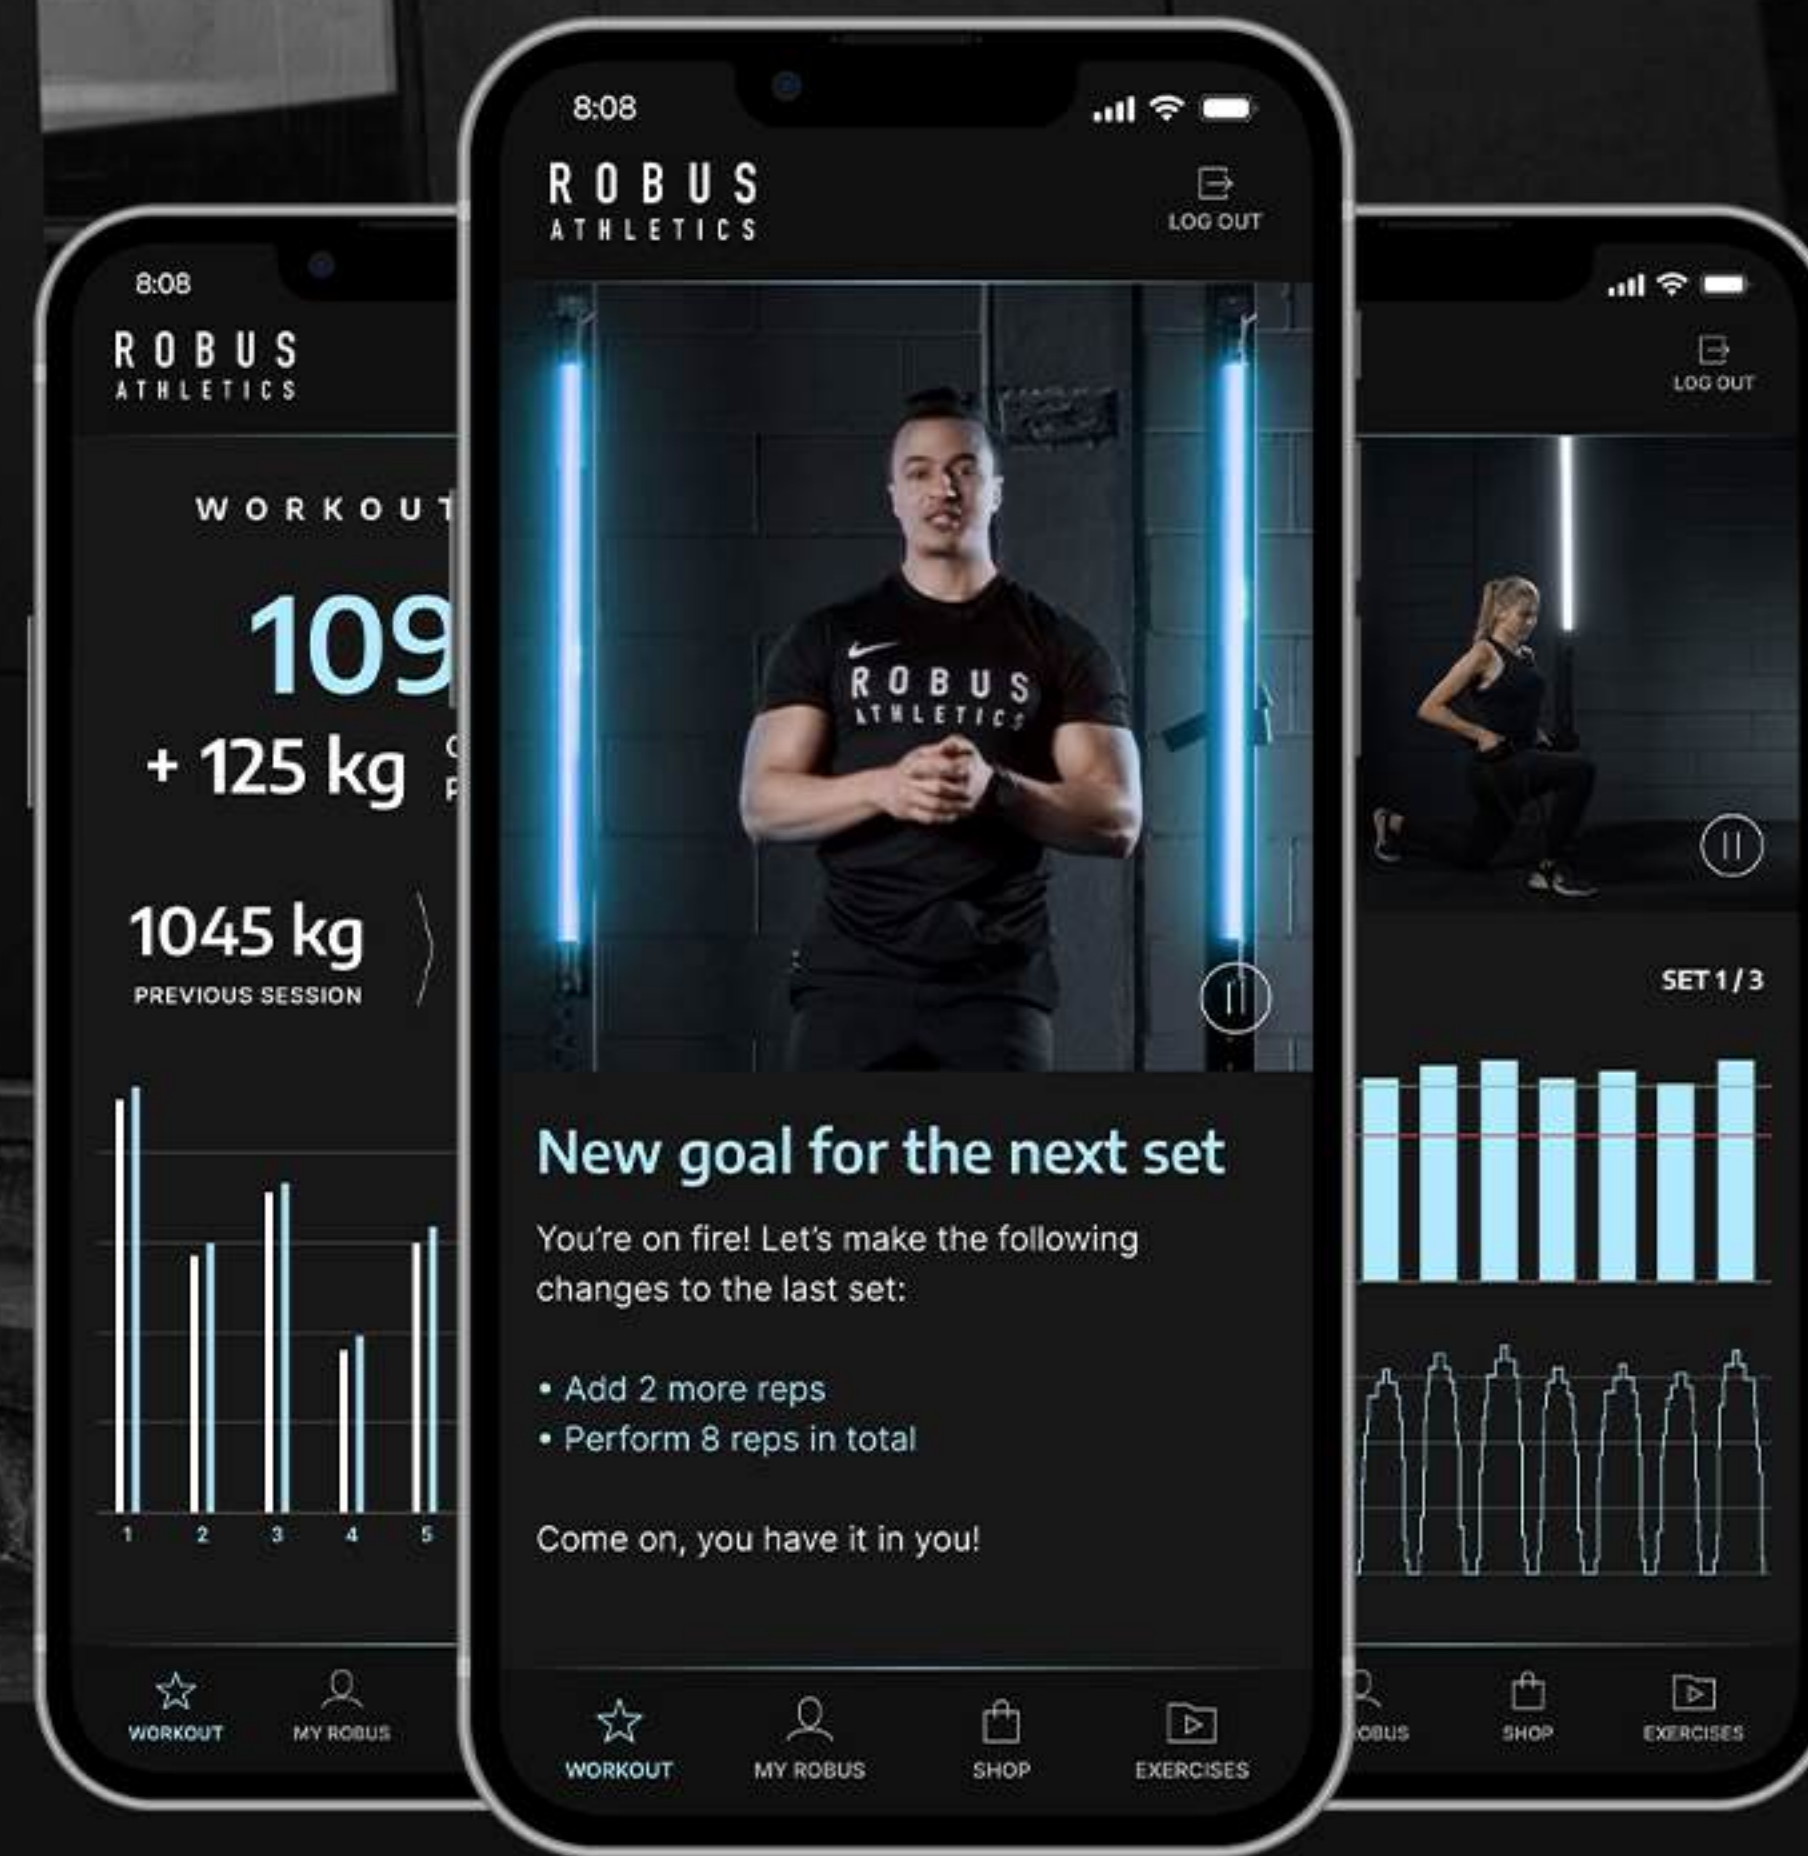 8:08
ROBUS
ATHLETICS
WORKOUT
109
+ 125 kg
1045 kg
PREVIOUS SESSION
1
2
3
4
5
WORKOUT
MY ROBUS
8:08
ROBUS
ATHLETICS
LOG OUT
ROBUS
ATHLETICS
New goal for the next set
You're on fire! Let's make the following
changes to the last set:
• Add 2 more reps
• Perform 8 reps in total
Come on, you have it in you!
WORKOUT
MY ROBUS
SHOP
EXERCISES
LOG OUT
SET 1 / 3
OBUS
SHOP
EXERCISES